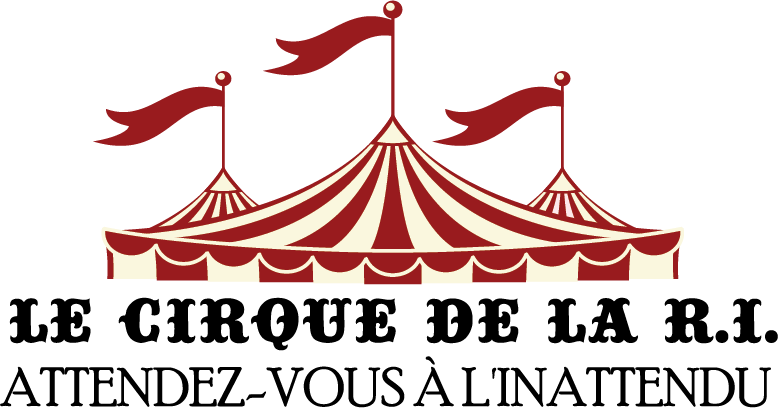 LE CIRQUE DE LA R.I.
ATTENDEZ-VOUS À L'INATTENDU